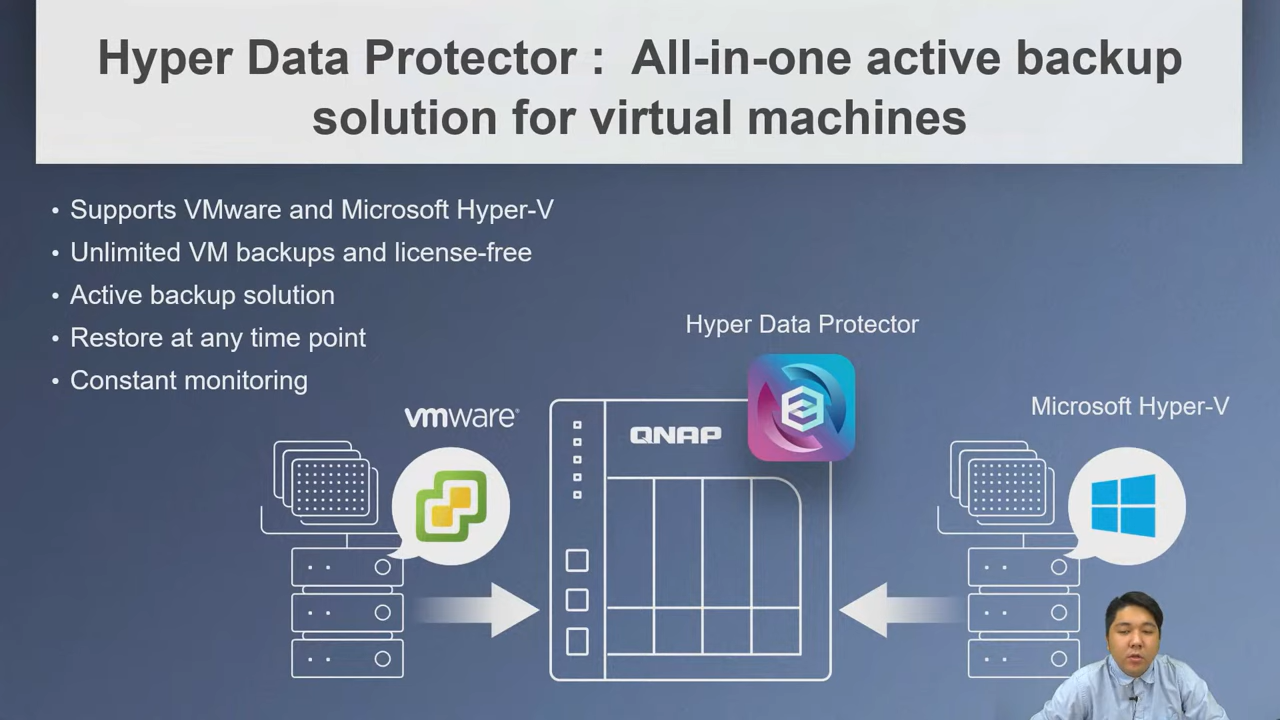 Hyper Data Protector : All-in-one active backup
solution for virtual machines
• Supports VMware and Microsoft Hyper-V
• Unlimited VM backups and license-free
• Active backup solution
• Restore at any time point
• Constant monitoring
Hyper Data Protector
vmware®
QNAP
Microsoft Hyper-V